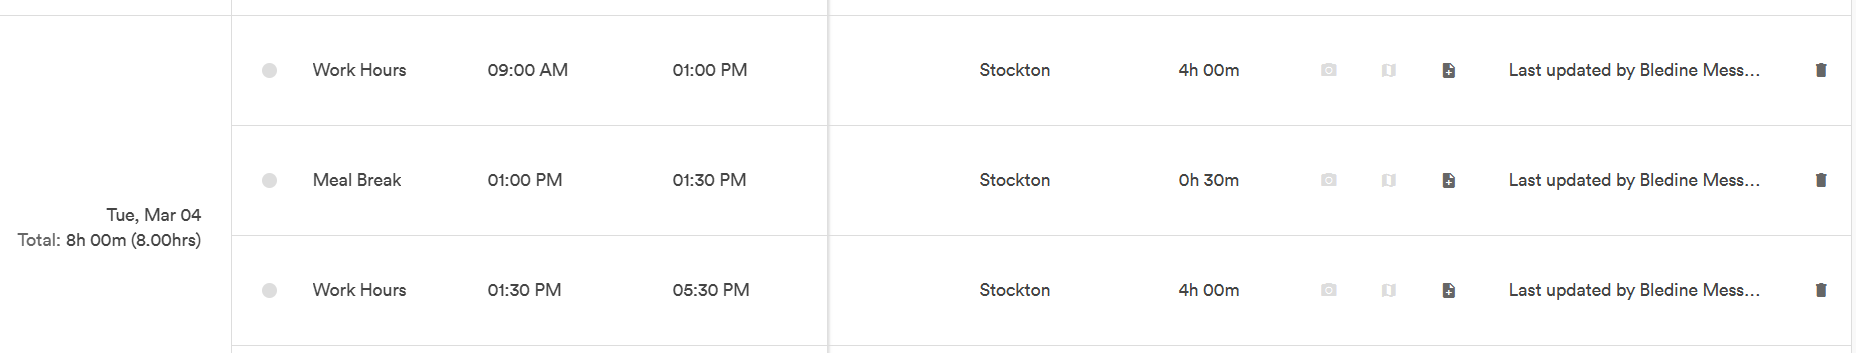 Work Hours 09:00 AM 01:00 PM Stockton 4h 00m Last updated by Bledine Mess...
Meal Break 01:00 PM 01:30 PM Stockton 0h 30m Last updated by Bledine Mess...
Tue, Mar 04
Total: 8h 00m (8.00hrs)
Work Hours 01:30 PM 05:30 PM Stockton 4h 00m Last updated by Bledine Mess...